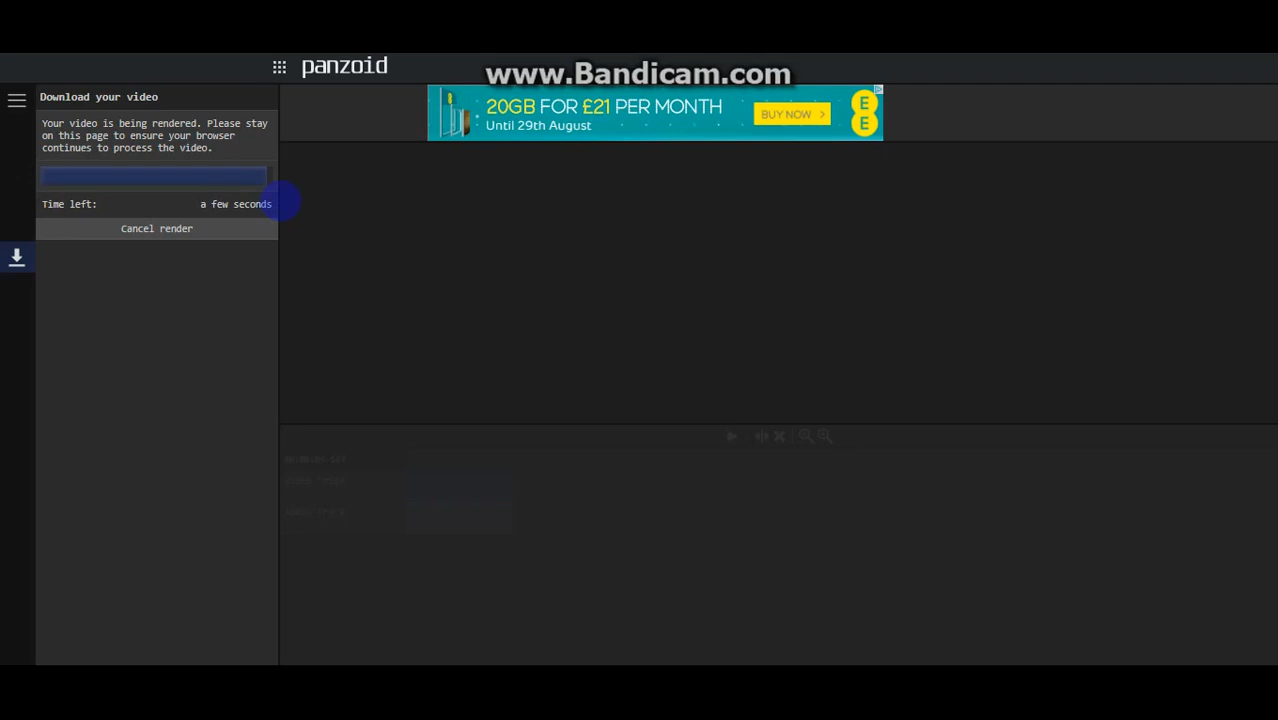 www.Bandicam.com
panzoid
Download your video
Your video is being rendered. Please stay
on this page to ensure your browser
continues to process the video.
Time left: a few seconds
Cancel render
20GB FOR £21 PER MONTH
Until 29th August
BUY NOW >
E
E